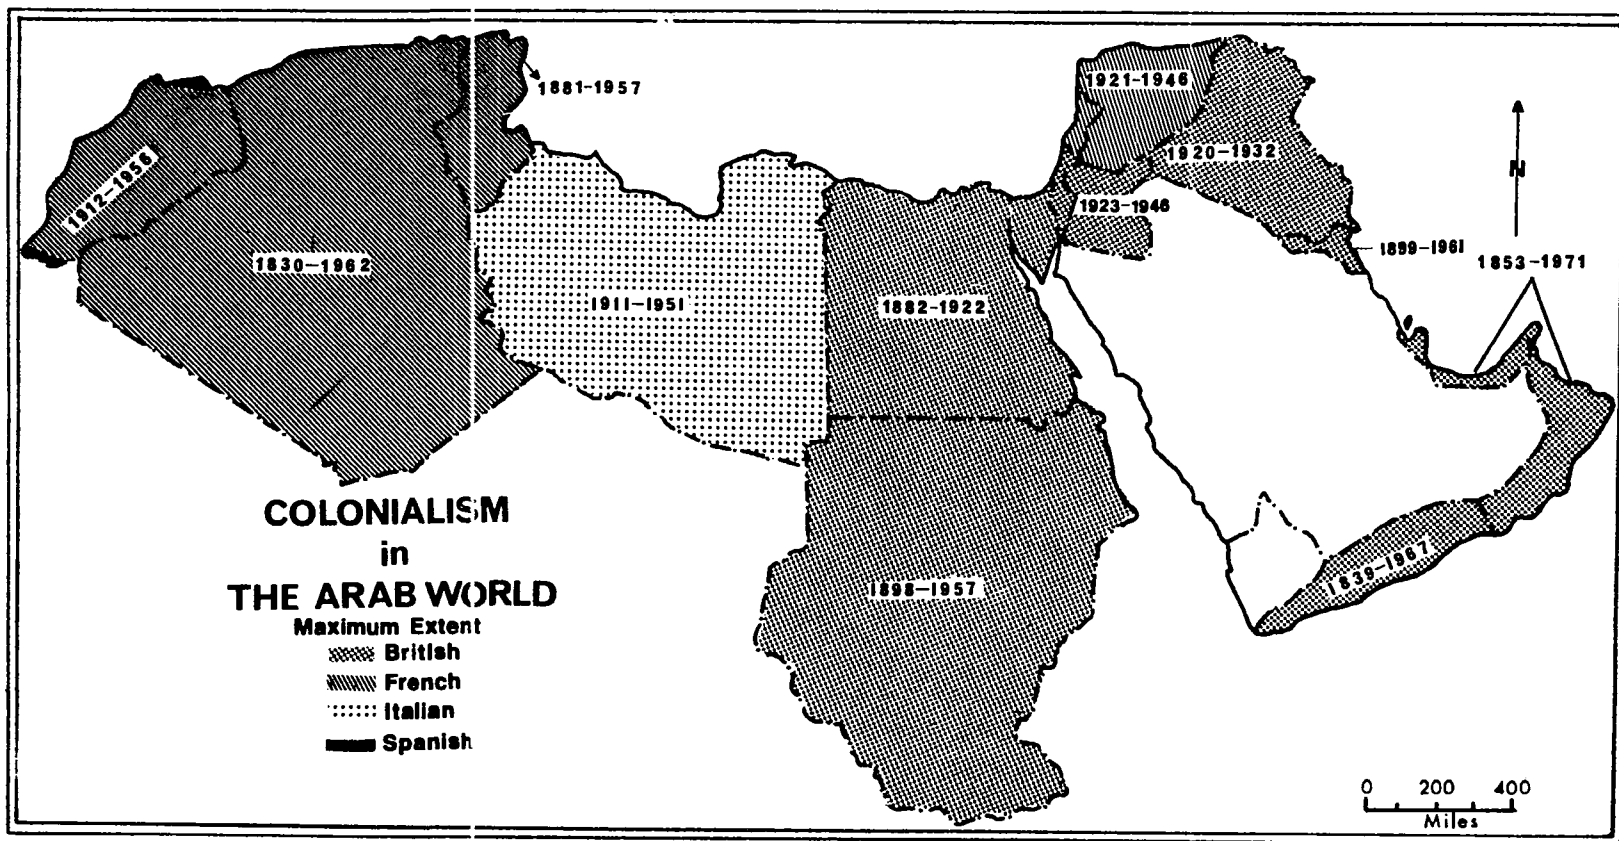 1881-1957
1921-1946
1920-1932
N
1912-1956
1923-1946
1899-1961
1853-1971
1830-1962
1911-1951
1882-1922
COLONIALISM
in
THE ARAB WORLD
Maximum Extent
British
French
Italian
Spanish
1898-1957
1839-1967
0 200 400
Miles